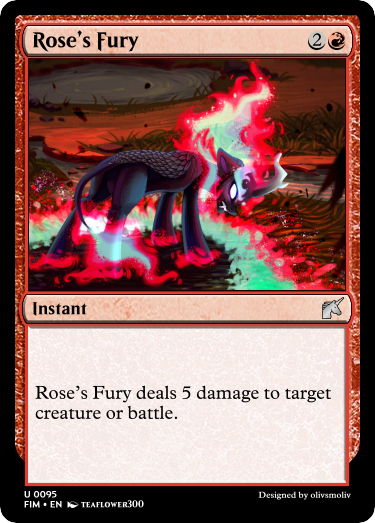 Rose's Fury 2
Instant
Rose's Fury deals 5 damage to target
creature or battle.
U 0095
FIM • EN TEAFLOWER300
Designed by olivsmoliv